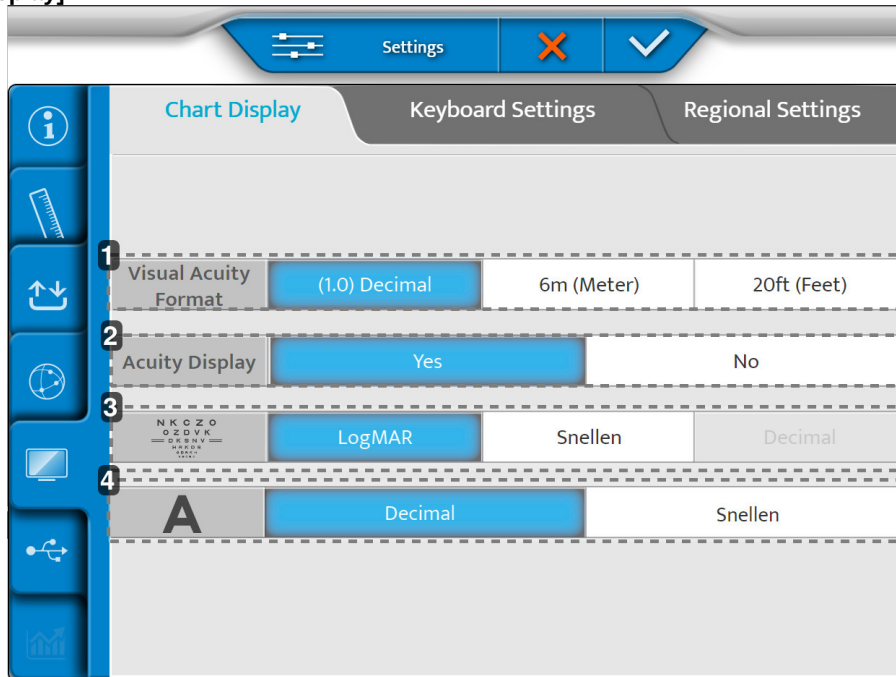 play]
Settings
Chart Display
Keyboard Settings
Regional Settings
1
Visual Acuity
Format
(1.0) Decimal
6m (Meter)
20ft (Feet)
2
Acuity Display
Yes
No
3
N K C Z O
O Z D V K
D K S N V
LogMAR
Snellen
Decimal
4
A
Decimal
Snellen